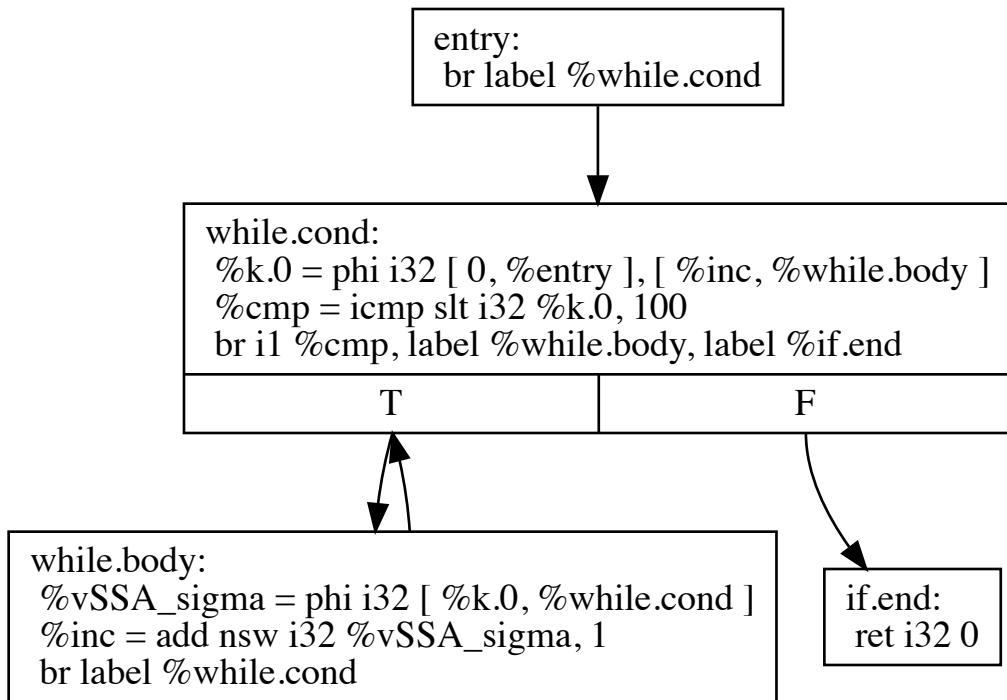 entry:
br label %while.cond
while.cond:
%k.0 = phi i32 [ 0, %entry ], [ %inc, %while.body ]
%cmp = icmp slt i32 %k.0, 100
br i1 %cmp, label %while.body, label %if.end
T
F
while.body:
%vSSA_sigma = phi i32 [ %k.0, %while.cond ]
%inc = add nsw i32 %vSSA_sigma, 1
br label %while.cond
if.end:
ret i32 0